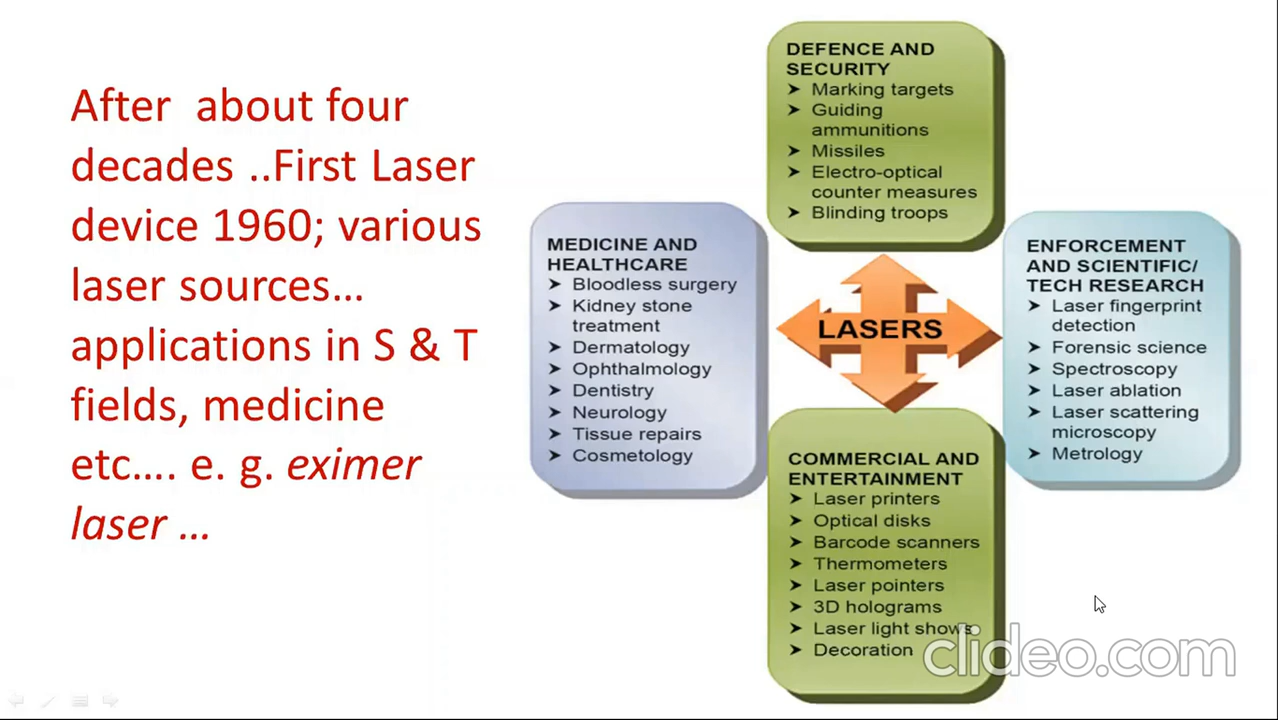 After  about four
decades ..First Laser
device 1960; various
laser sources...
applications in S & T
fields, medicine
etc.... e. g. eximer
laser ...
DEFENCE AND
SECURITY
➤ Marking targets
➤ Guiding
ammunitions
➤ Missiles
➤ Electro-optical
counter measures
➤ Blinding troops
MEDICINE AND
HEALTHCARE
➤ Bloodless surgery
➤ Kidney stone
treatment
➤ Dermatology
➤ Ophthalmology
➤ Dentistry
➤ Neurology
➤ Tissue repairs
➤ Cosmetology
LASERS
ENFORCEMENT
AND SCIENTIFIC/
TECH RESEARCH
➤ Laser fingerprint
detection
➤ Forensic science
➤ Spectroscopy
➤ Laser ablation
➤ Laser scattering
microscopy
➤ Metrology
COMMERCIAL AND
ENTERTAINMENT
➤ Laser printers
➤ Optical disks
➤ Barcode scanners
➤ Thermometers
➤ Laser pointers
➤ 3D holograms
➤ Laser light shows
➤ Decoration
clideo.com